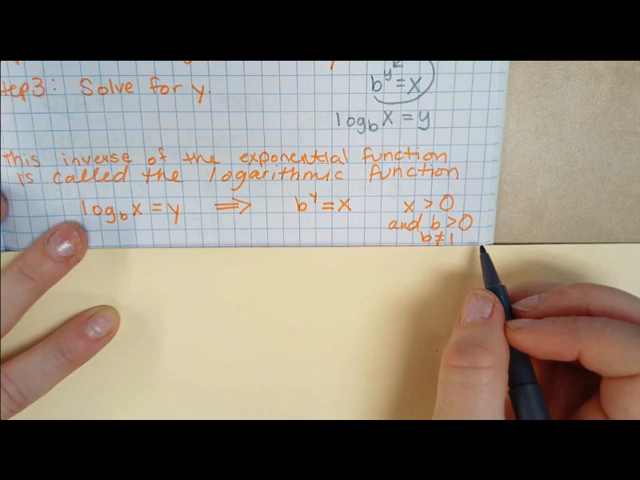 tep3: Solve for y.
b^y = x
log_b x = y
this inverse of the exponential function
is called the logarithmic function
log_b x = y ⟹ b^y = x x > 0
and b > 0
b ≠ 1